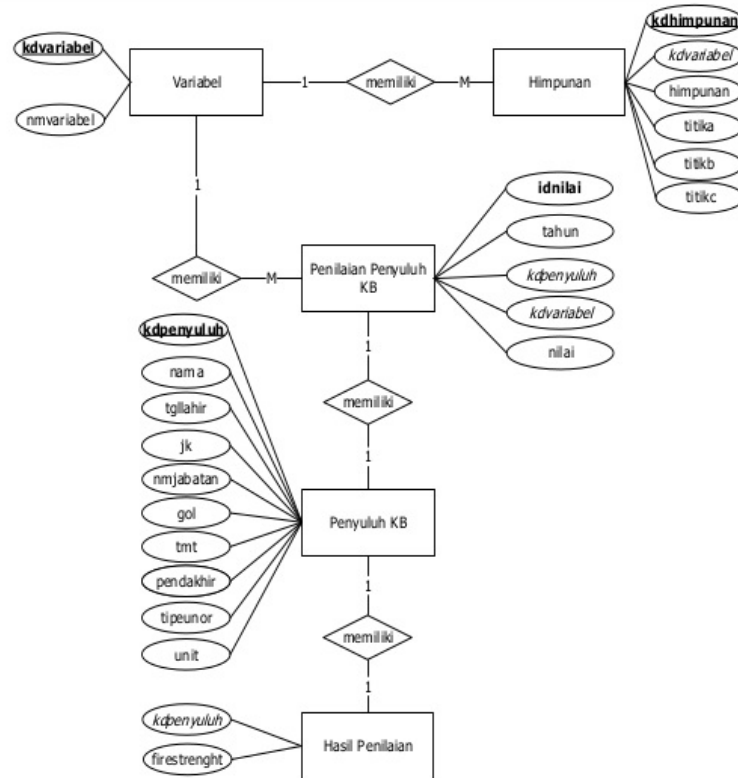 kdvariabel
nmvariabel
Variabel
1
memiliki
M
Himpunan
kdhimpunan
kdvariabel
himpunan
titika
titikb
titikc
1
memiliki
M
Penilaian Penyuluh
KB
idnilai
tahun
kdpenyuluh
kdvariabel
nilai
1
memiliki
1
kdpenyuluh
nama
tgllahir
jk
nmjabatan
gol
tmt
pendakhir
tipeunor
unit
Penyuluh KB
1
memiliki
1
kdpenyuluh
firestrenght
Hasil Penilaian